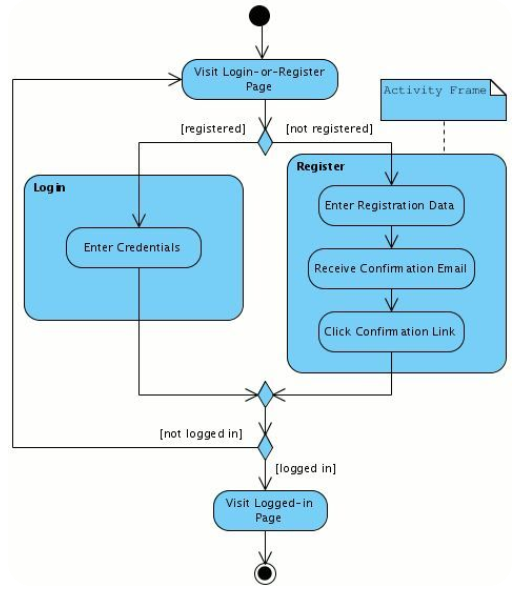 Visit Login-or-Register
Page
[registered]
[not registered]
Activity Frame
Login
Enter Credentials
Register
Enter Registration Data
Receive Confirmation Email
Click Confirmation Link
[not logged in]
[logged in]
Visit Logged-in
Page